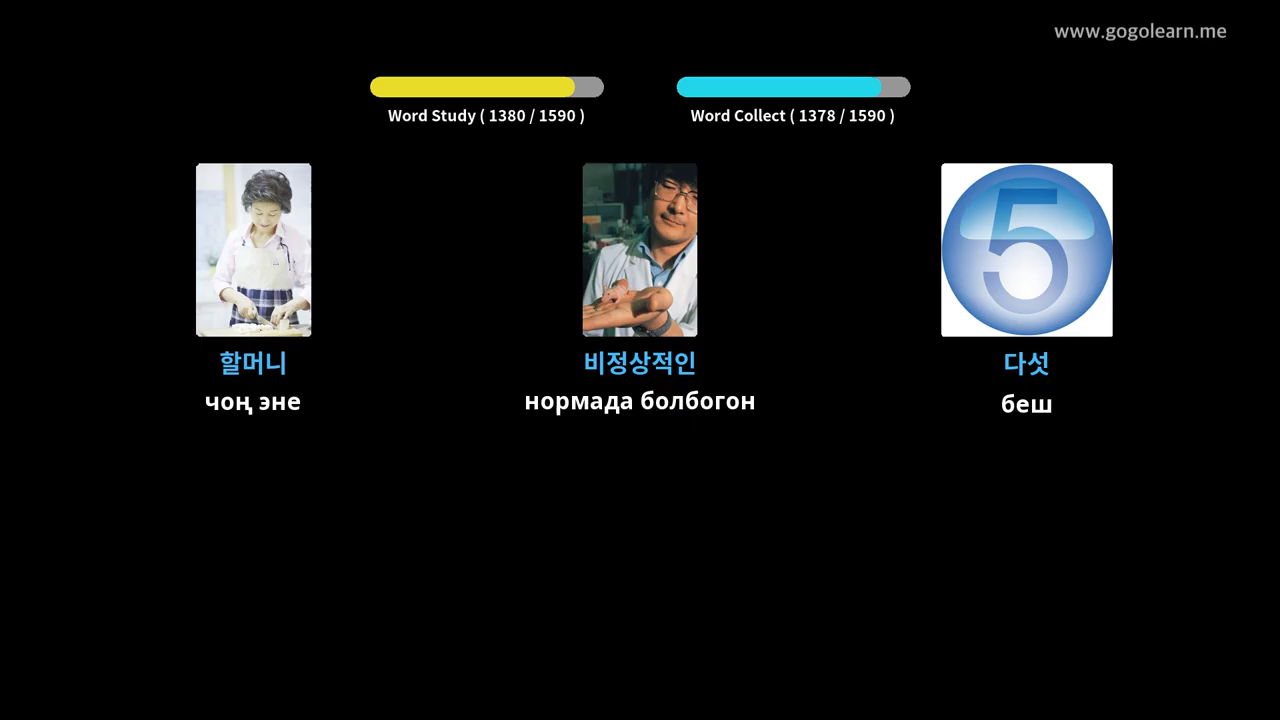 www.gogolearn.me
Word Study ( 1380 / 1590 )
Word Collect ( 1378 / 1590 )
5
할머니
비정상적인
다섯
чоң эне
нормада болбогон
беш